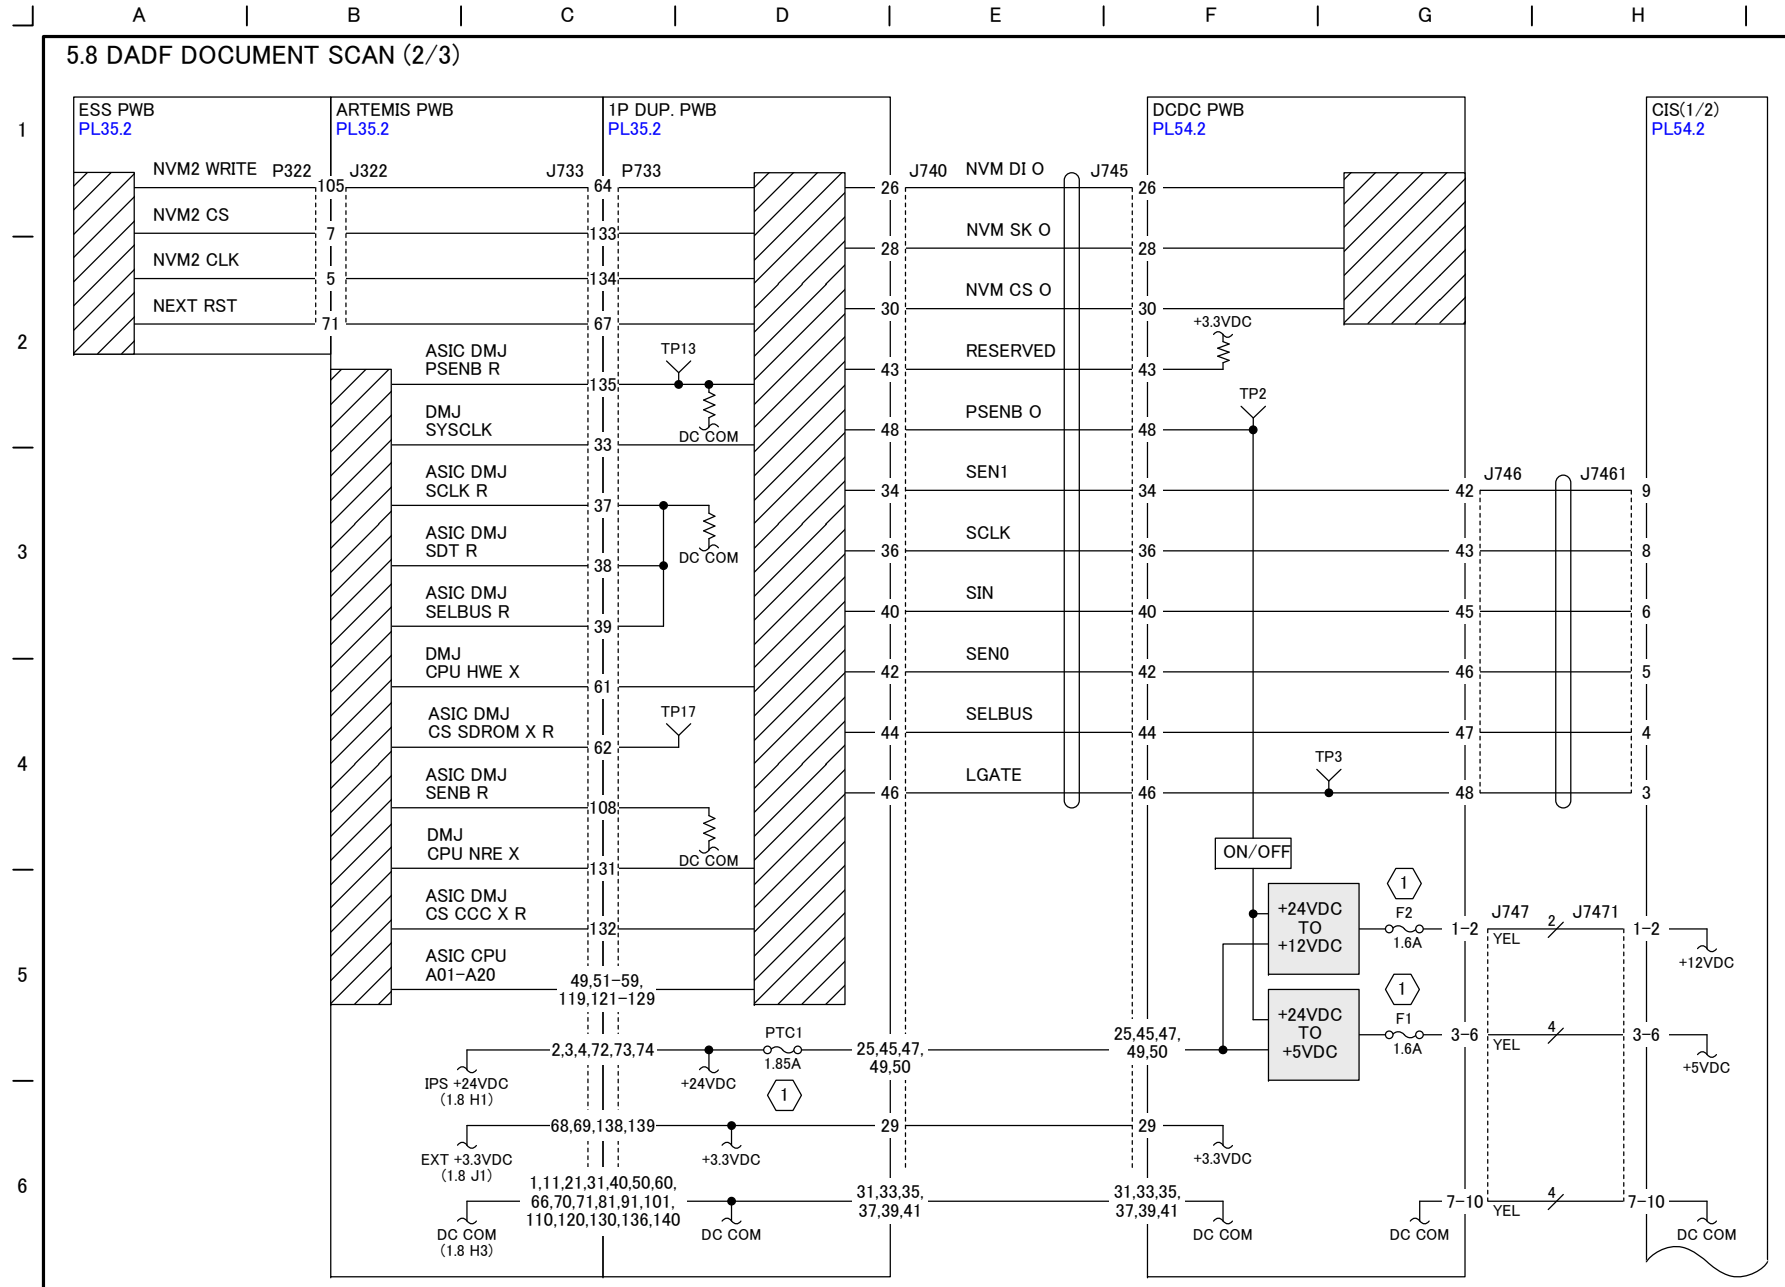 A B C D E F G H
5.8 DADF DOCUMENT SCAN (2/3)
1
2
3
4
5
6
ESS PWB
PL35.2
ARTEMIS PWB
PL35.2
1P DUP. PWB
PL35.2
DCDC PWB
PL54.2
CIS(1/2)
PL54.2
NVM2 WRITE P322 J322 J733 P733
105 64
NVM2 CS
7 133
NVM2 CLK
5 134
NEXT RST
71 67
ASIC DMJ
PSENB R
135
TP13
DC COM
DMJ
SYSCLK
33
ASIC DMJ
SCLK R
37
DC COM
ASIC DMJ
SDT R
38
ASIC DMJ
SELBUS R
39
DMJ
CPU HWE X
61
ASIC DMJ
CS SDROM X R
62
TP17
ASIC DMJ
SENB R
108
DC COM
DMJ
CPU NRE X
131
ASIC DMJ
CS CCC X R
132
ASIC CPU
A01-A20
49,51-59,
119,121-129
J740 NVM DI O J745
26 26
NVM SK O
28 28
NVM CS O
30 30
+3.3VDC
RESERVED
43 43
TP2
PSENB O
48 48
SEN1 J746 J7461
34 34 42 9
SCLK
36 36 43 8
SIN
40 40 45 6
SEN0
42 42 46 5
SELBUS
44 44 47 4
TP3
LGATE
46 46 48 3
ON/OFF
+24VDC
TO
+12VDC
1
F2
1.6A
1-2
J747
2
YEL
J7471
1-2
+12VDC
+24VDC
TO
+5VDC
1
F1
1.6A
3-6
4
YEL
3-6
+5VDC
IPS +24VDC
(1.8 H1)
2,3,4,72,73,74
+24VDC
PTC1
1.85A
1
25,45,47,
49,50
25,45,47,
49,50
EXT +3.3VDC
(1.8 J1)
68,69,138,139
+3.3VDC
29 29
+3.3VDC
DC COM
(1.8 H3)
1,11,21,31,40,50,60,
66,70,71,81,91,101,
110,120,130,136,140
DC COM
31,33,35,
37,39,41
31,33,35,
37,39,41
DC COM
DC COM
7-10
4
YEL
7-10
DC COM